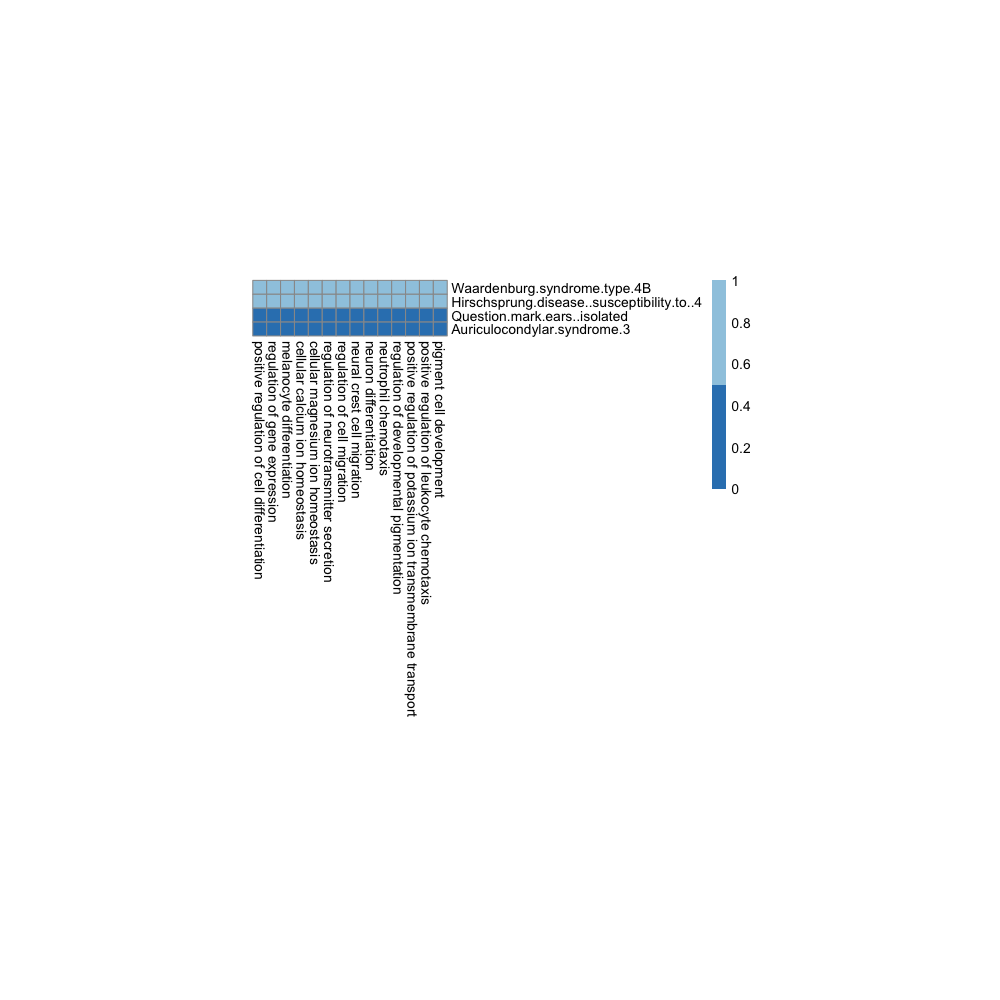 Waardenburg.syndrome.type.4B
Hirschsprung.disease..susceptibility.to..4
Question.mark.ears..isolated
Auriculocondylar.syndrome.3
positive regulation of cell differentiation
regulation of gene expression
melanocyte differentiation
cellular calcium ion homeostasis
cellular magnesium ion homeostasis
regulation of neurotransmitter secretion
regulation of cell migration
neural crest cell migration
neuron differentiation
neutrophil chemotaxis
regulation of developmental pigmentation
positive regulation of potassium ion transmembrane transport
positive regulation of leukocyte chemotaxis
pigment cell development
1
0.8
0.6
0.4
0.2
0